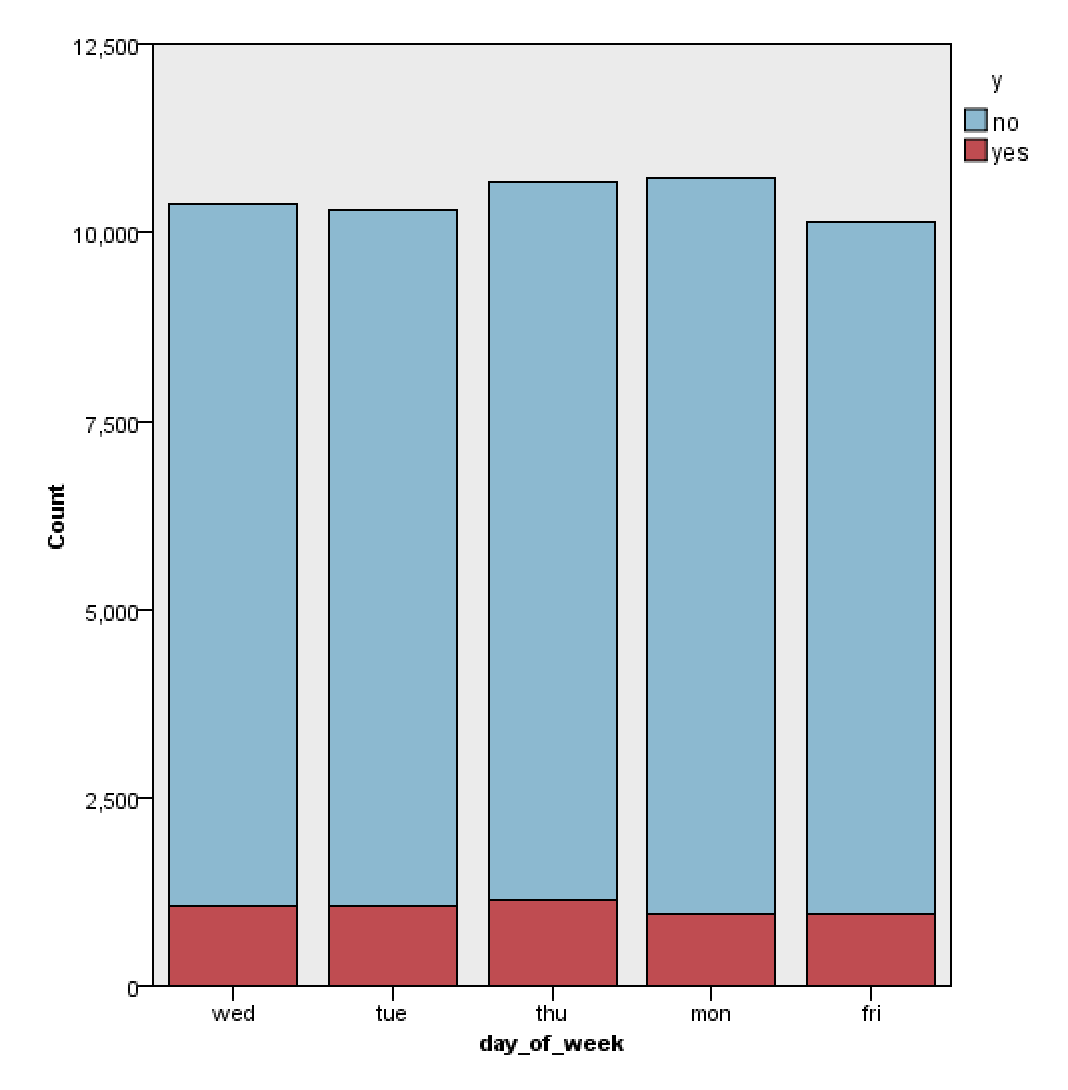 12,500
10,000
7,500
5,000
2,500
0
Count
wed tue thu mon fri
day_of_week
y
no
yes